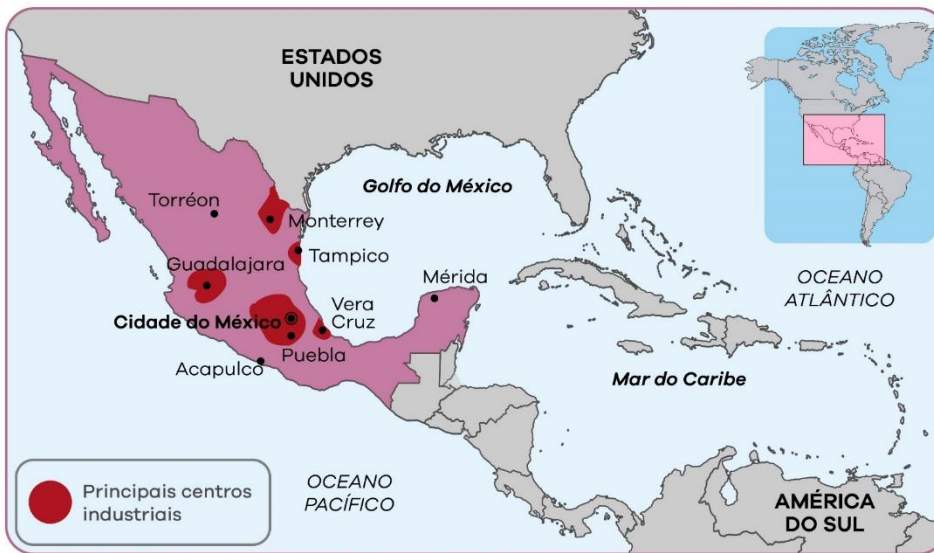 ESTADOS
UNIDOS
Golfo do México
Torréon
Monterrey
Tampico
Guadalajara
Mérida
OCEANO
ATLÂNTICO
Vera
Cruz
Cidade do México
Puebla
Acapulco
Mar do Caribe
OCEANO
PACÍFICO
AMÉRICA
DO SUL
Principais centros
industriais